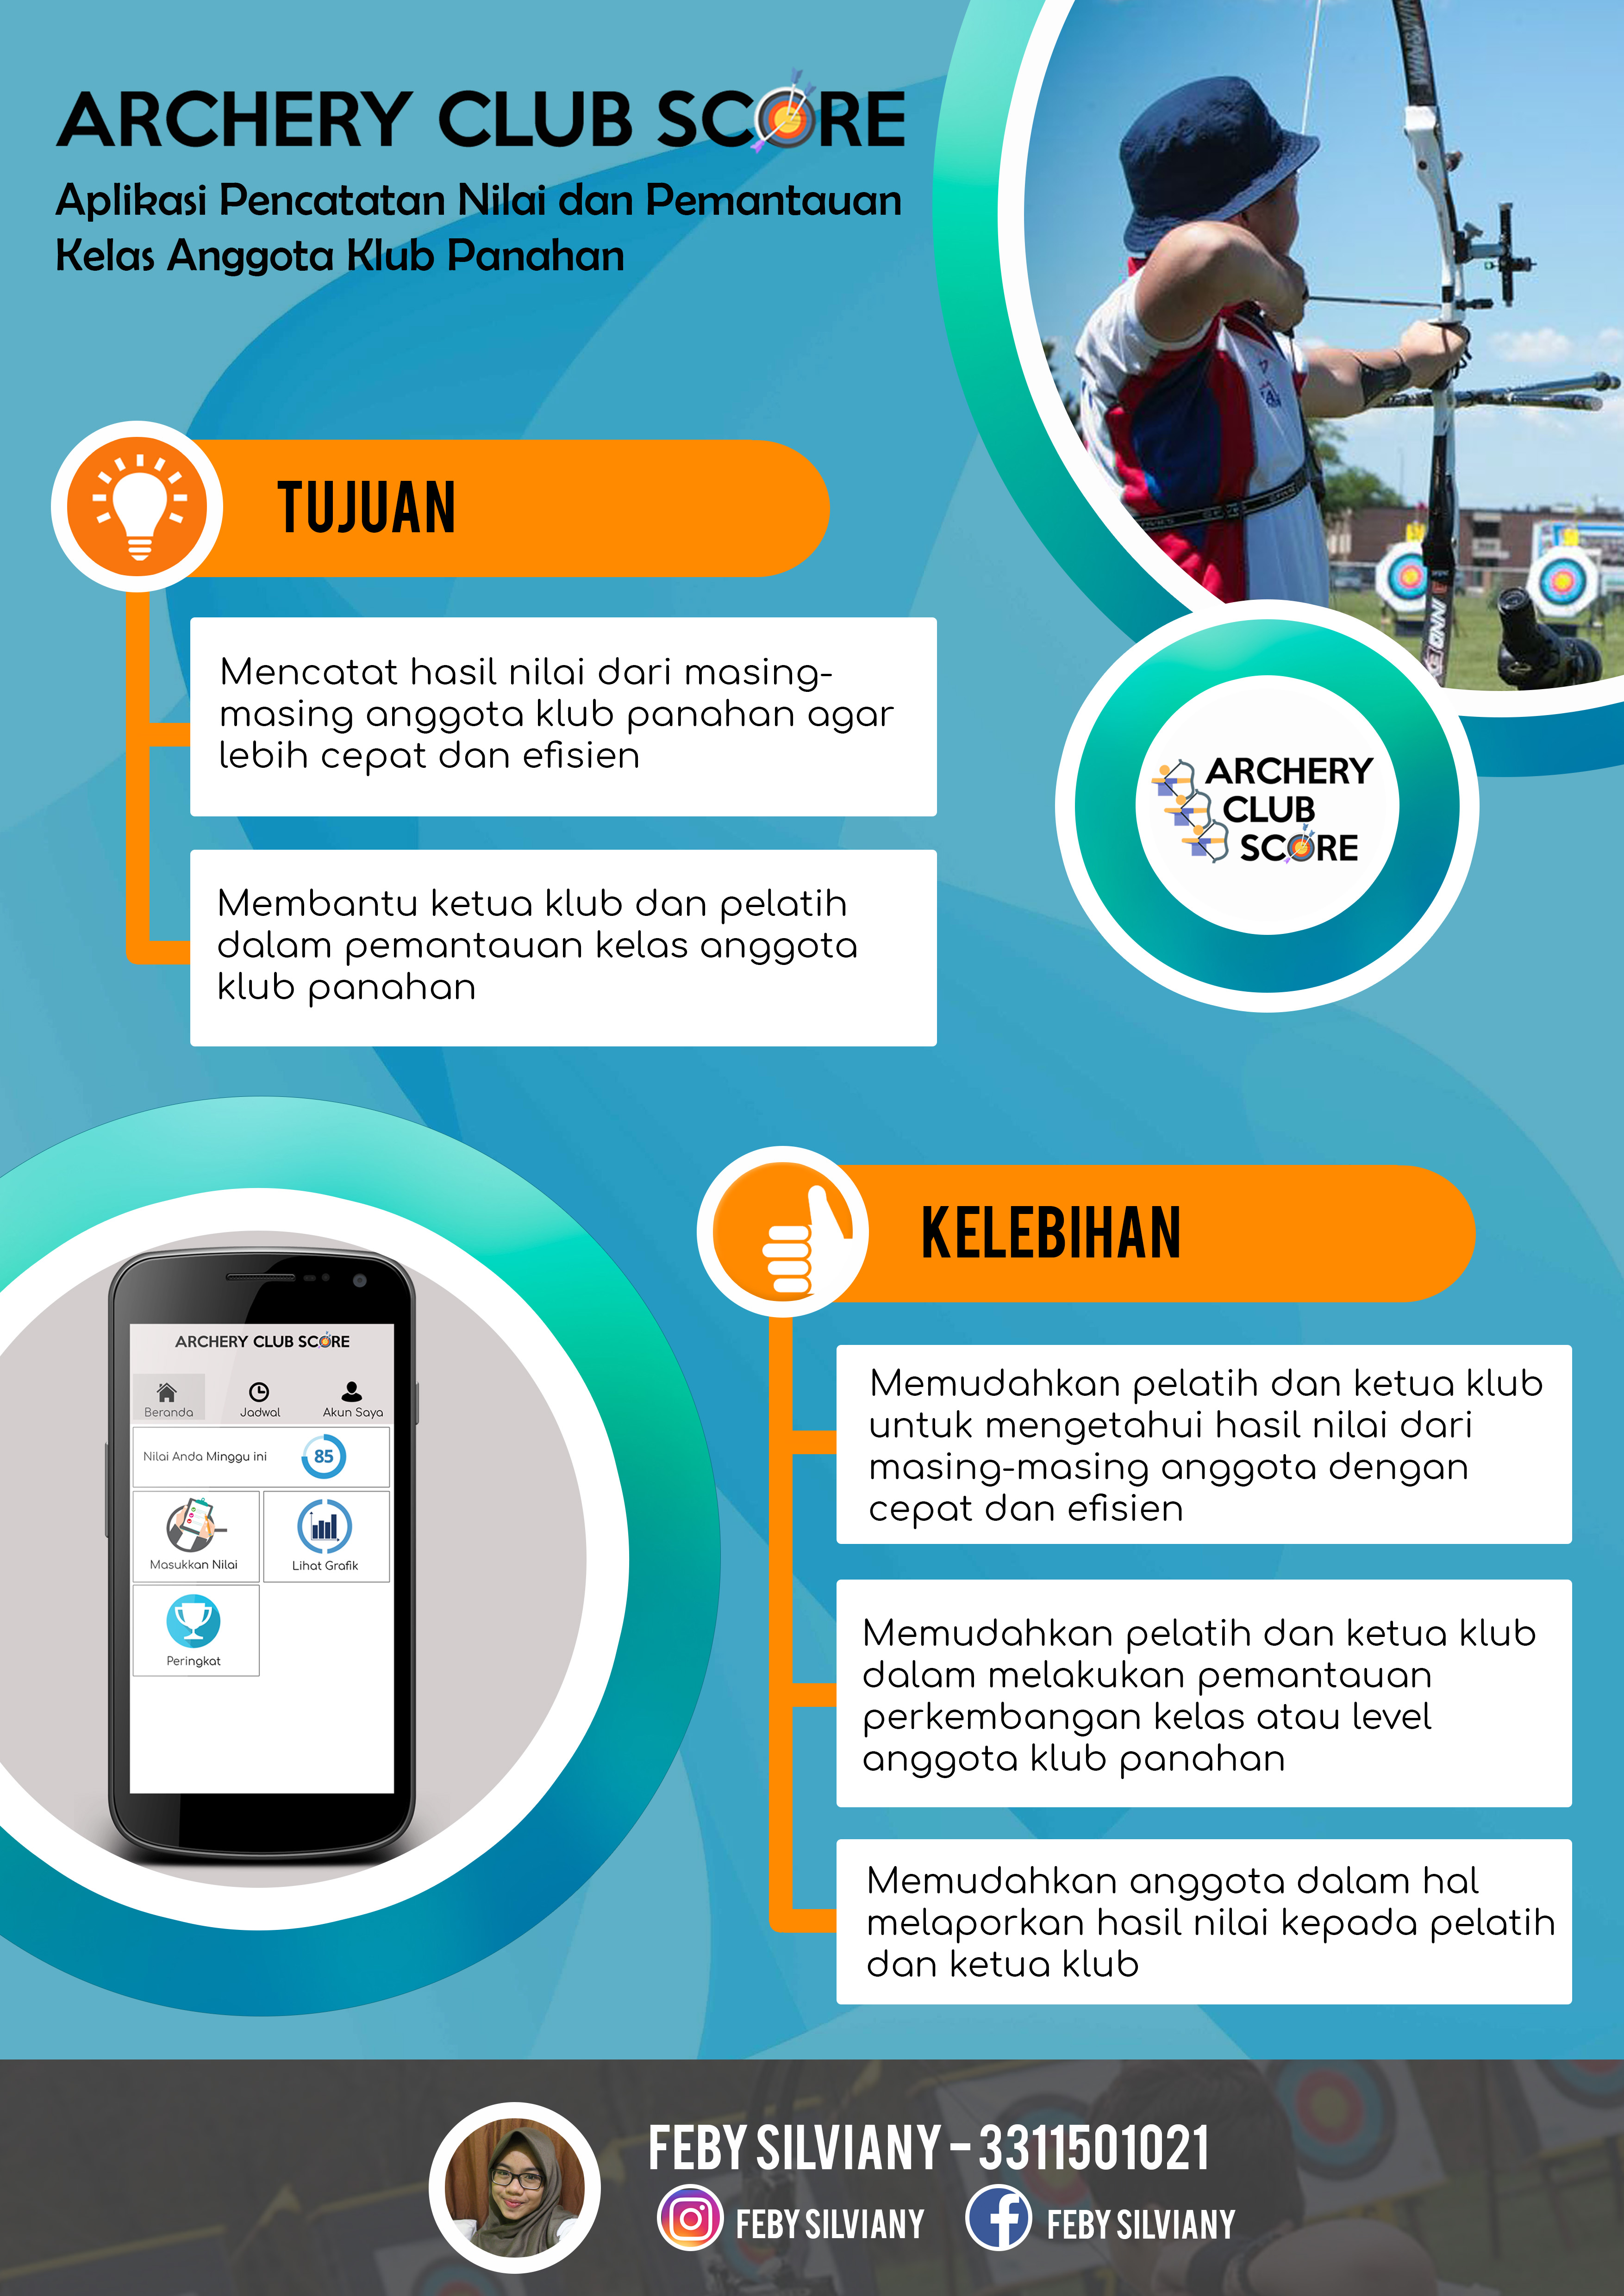 ARCHERY CLUB SCORE
Aplikasi Pencatatan Nilai dan Pemantauan
Kelas Anggota Klub Panahan
WIN&WIN
TUJUAN
Mencatat hasil nilai dari masing-
masing anggota klub panahan agar
lebih cepat dan efisien
Membantu ketua klub dan pelatih
dalam pemantauan kelas anggota
klub panahan
INNO
ARCHERY
CLUB
SCORE
KELEBIHAN
Memudahkan pelatih dan ketua klub
untuk mengetahui hasil nilai dari
masing-masing anggota dengan
cepat dan efisien
Memudahkan pelatih dan ketua klub
dalam melakukan pemantauan
perkembangan kelas atau level
anggota klub panahan
Memudahkan anggota dalam hal
melaporkan hasil nilai kepada pelatih
dan ketua klub
ARCHERY CLUB SCORE
Beranda Jadwal Akun Saya
Nilai Anda Minggu ini 85
Masukkan Nilai Lihat Grafik
Peringkat
FEBY SILVIANY - 3311501021
FEBY SILVIANY FEBY SILVIANY